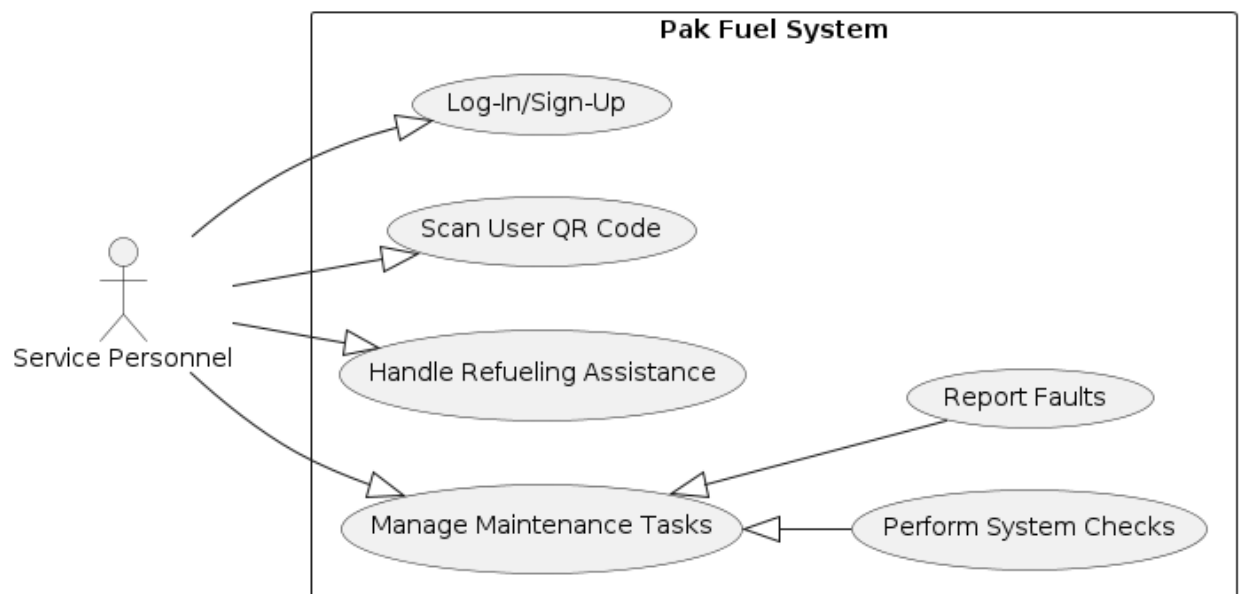 Pak Fuel System
Log-In/Sign-Up
Scan User QR Code
Service Personnel
Handle Refueling Assistance
Report Faults
Manage Maintenance Tasks
Perform System Checks